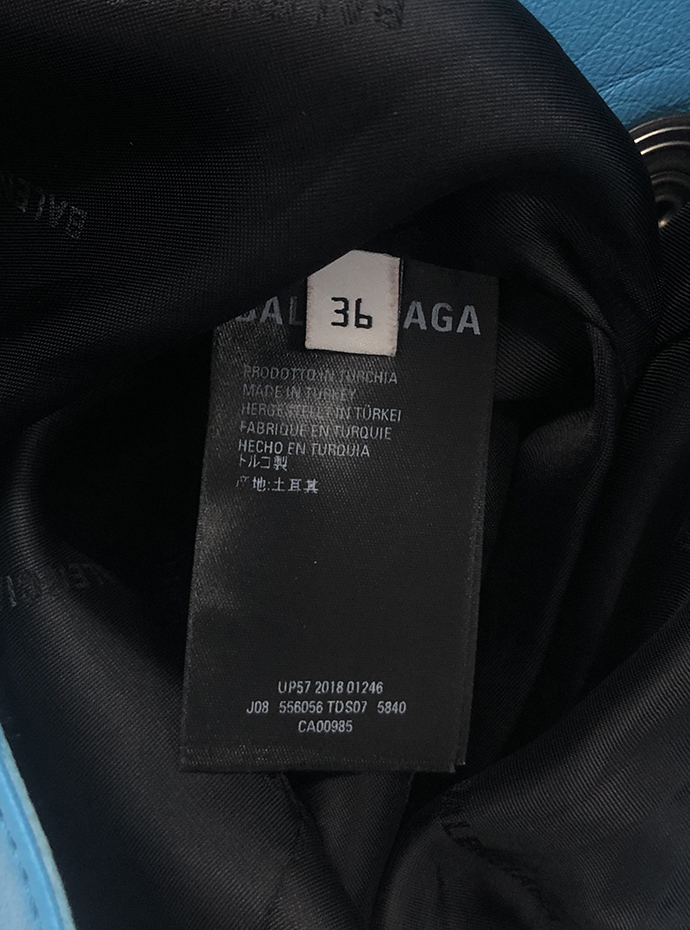 BAL AGA
36
PRODOTTO IN TURCHIA
MADE IN TURKEY
HERGESTELLT IN TÜRKEI
FABRIQUE EN TURQUIE
HECHO EN TURQUIA
トルコ製
产地:土耳其
UP57 2018 01246
J08 556056 TDS07 5840
CA00985